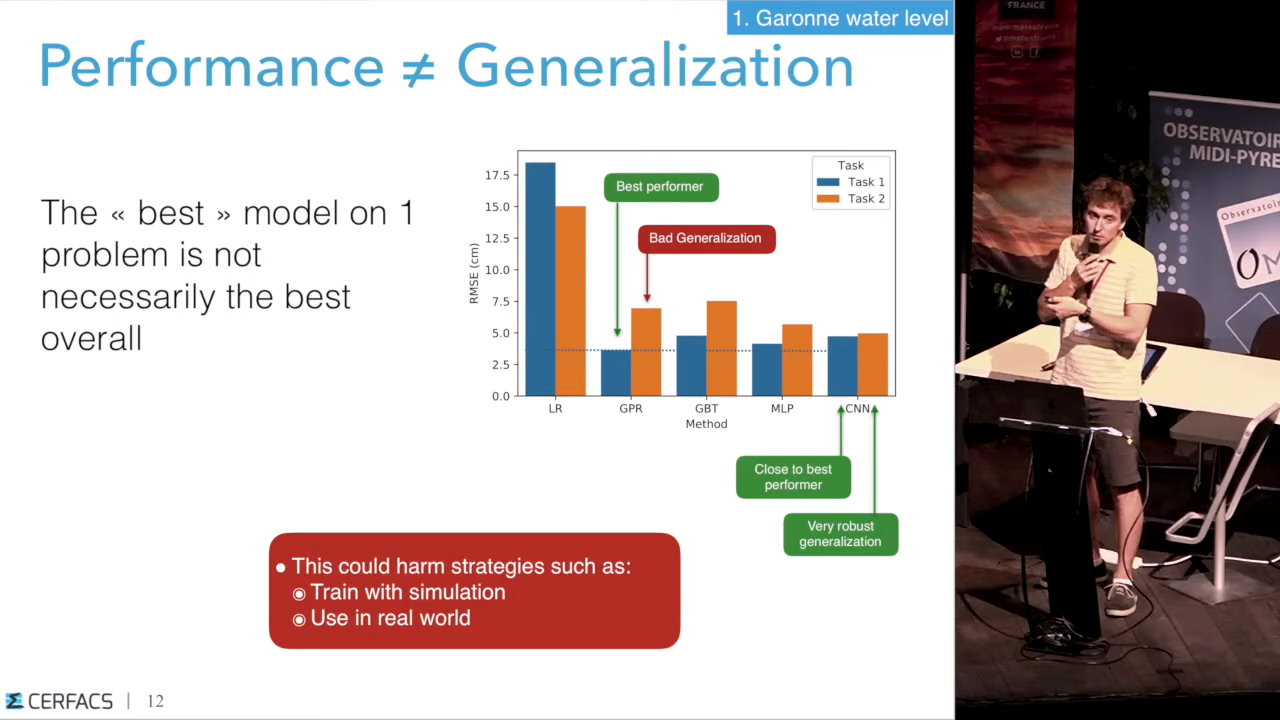 1. Garonne water level
Performance ≠ Generalization
The « best » model on 1
problem is not
necessarily the best
overall
17.5
15.0
12.5
10.0
7.5
5.0
2.5
0.0
RMSE (cm)
Best performer
Bad Generalization
Task
Task 1
Task 2
LR
GPR
GBT
MLP
CNN
Method
Close to best
performer
Very robust
generalization
• This could harm strategies such as:
◉ Train with simulation
◉ Use in real world
CERFACS | 12
FRANCE
OBSERVATOIR
MIDI-PYRE
Observatoi